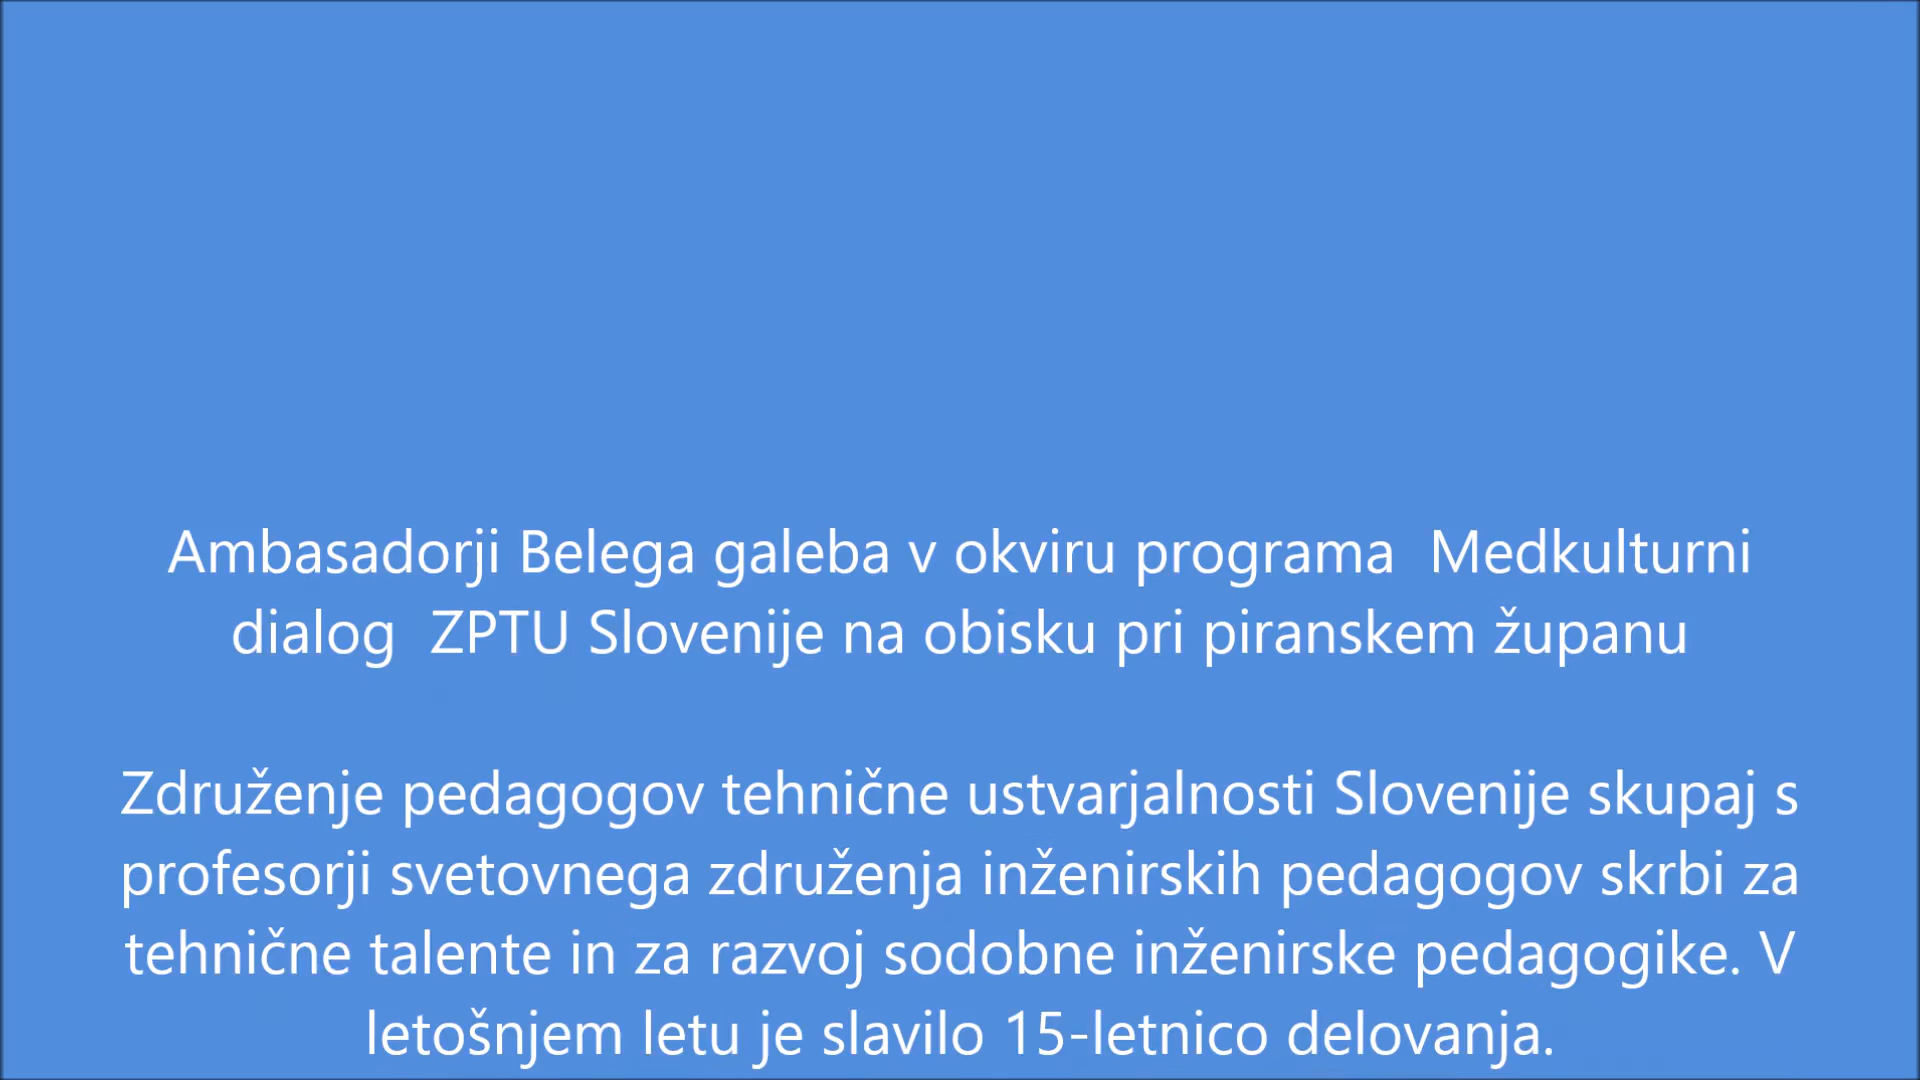 Ambasadorji Belega galeba v okviru programa  Medkulturni
dialog  ZPTU Slovenije na obisku pri piranskem županu
Združenje pedagogov tehnične ustvarjalnosti Slovenije skupaj s
profesorji svetovnega združenja inženirskih pedagogov skrbi za
tehnične talente in za razvoj sodobne inženirske pedagogike. V
letošnjem letu je slavilo 15-letnico delovanja.